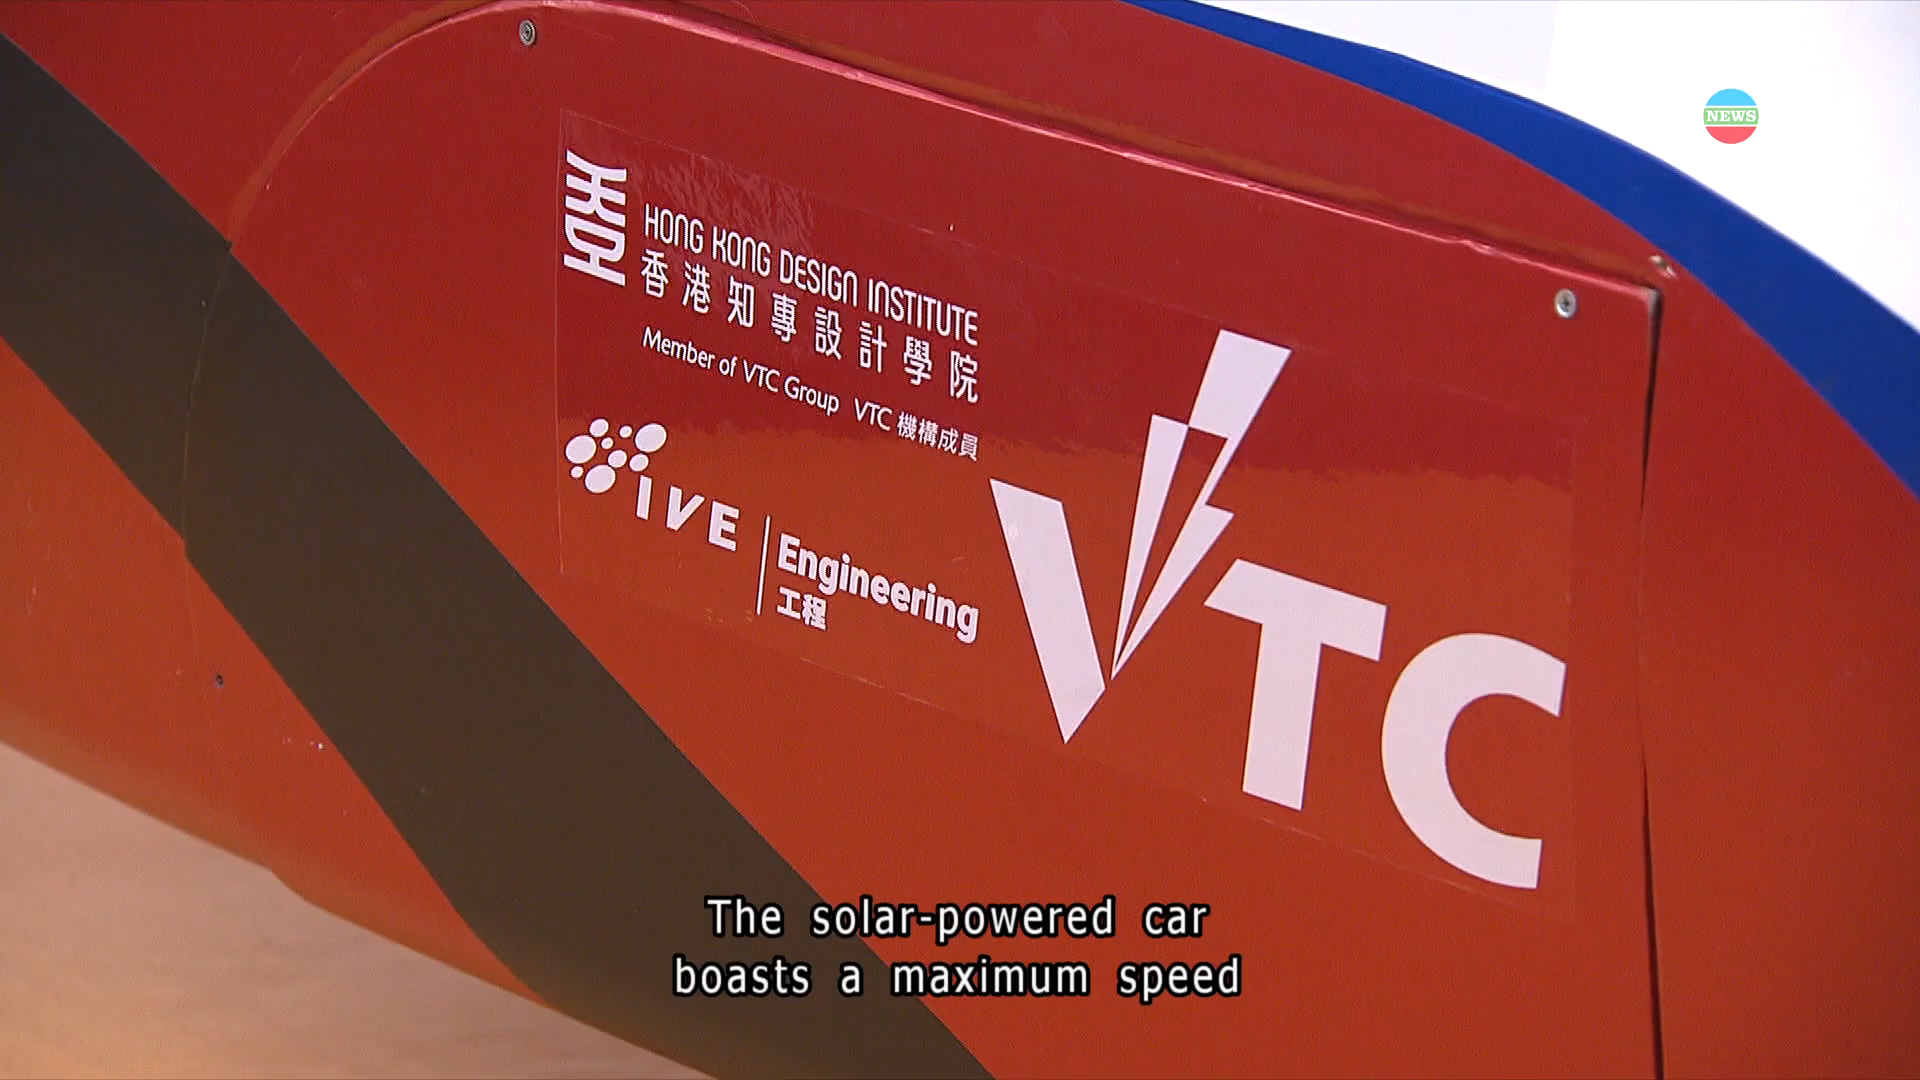 NEWS
HONG KONG DESIGN INSTITUTE
香港知專設計學院
Member of VTC Group VTC 機構成員
IVE
Engineering
工程
VTC
The solar-powered car
boasts a maximum speed